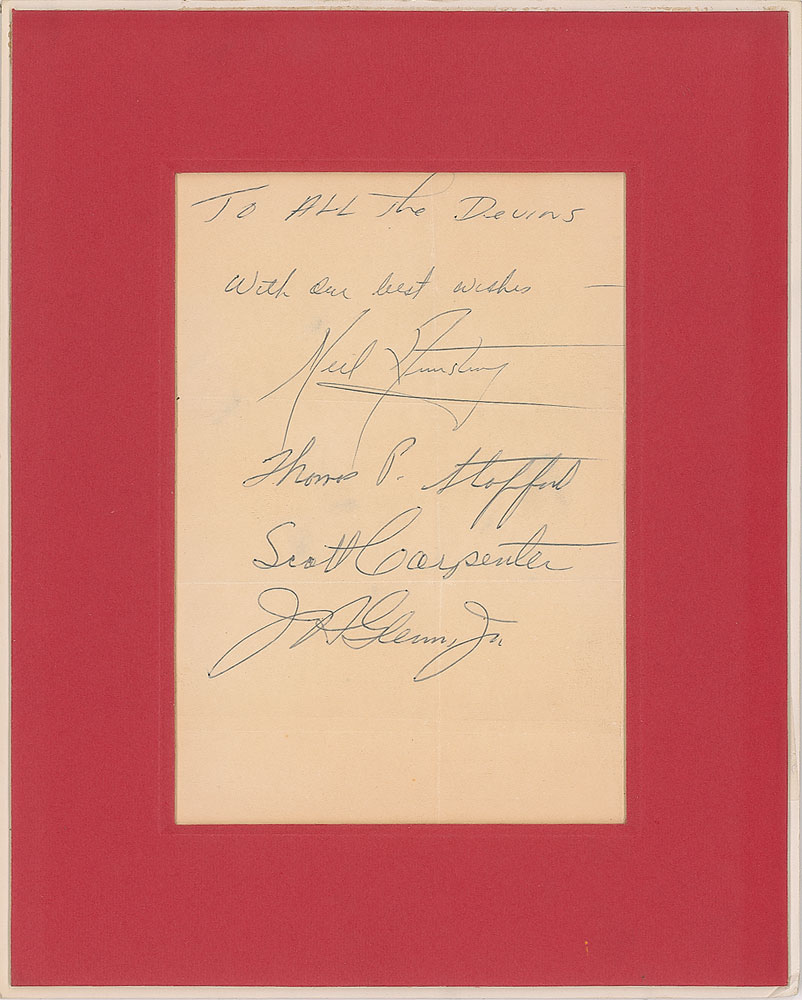 To ALL The Devins
With our best wishes —
Neil Armstrong
Thomas P. Stafford
Scott Carpenter
J H Glenn, Jr.